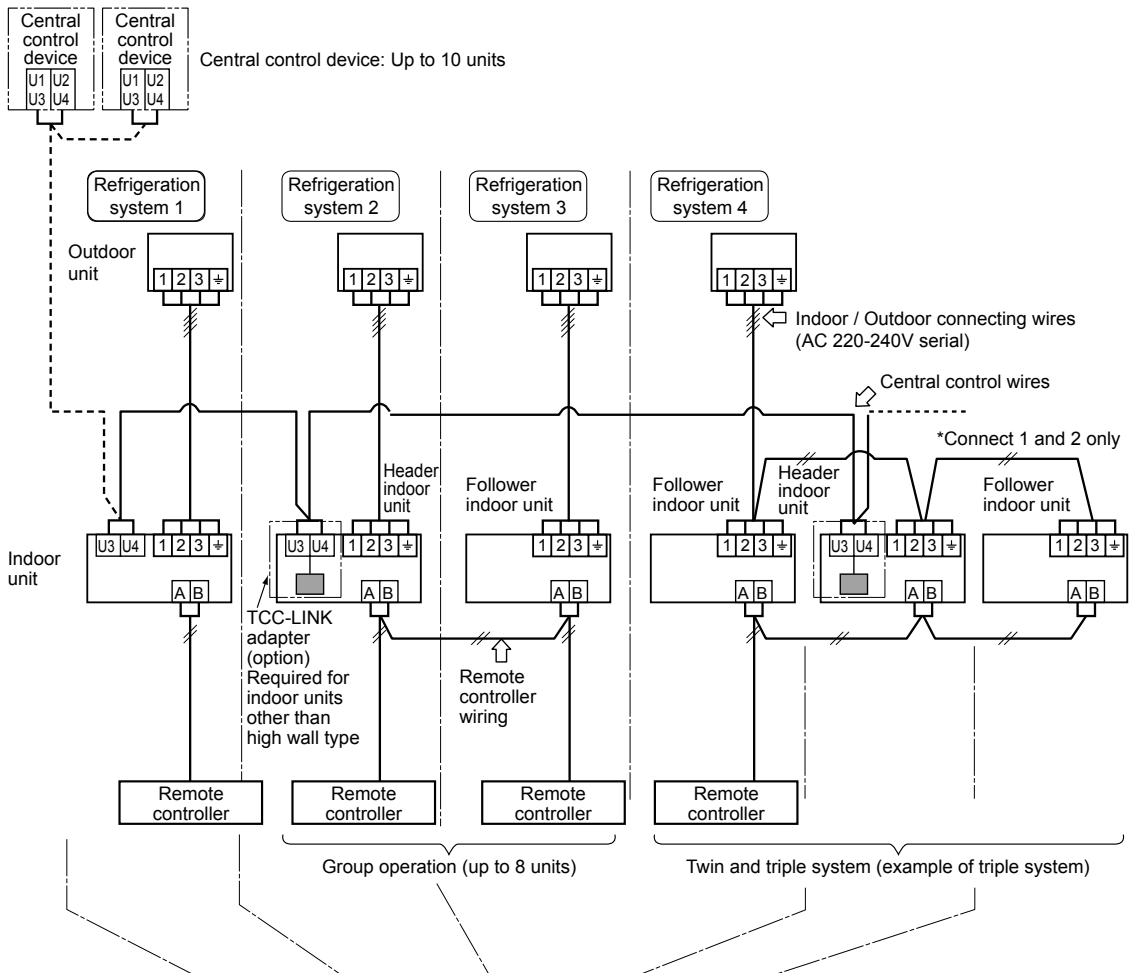 Central
control
device
U1 U2
U3 U4
Central
control
device
U1 U2
U3 U4
Central control device: Up to 10 units
Refrigeration
system 1
Refrigeration
system 2
Refrigeration
system 3
Refrigeration
system 4
Outdoor
unit
1 2 3 ⏚
1 2 3 ⏚
1 2 3 ⏚
1 2 3 ⏚
Indoor / Outdoor connecting wires
(AC 220-240V serial)
Central control wires
*Connect 1 and 2 only
Header
indoor
unit
Follower
indoor unit
Follower
indoor unit
Header
indoor
unit
Follower
indoor unit
Indoor
unit
U3 U4
1 2 3 ⏚
A B
U3 U4
1 2 3 ⏚
A B
1 2 3 ⏚
A B
1 2 3 ⏚
A B
U3 U4
1 2 3 ⏚
A B
1 2 3 ⏚
A B
TCC-LINK
adapter
(option)
Required for
indoor units
other than
high wall type
Remote
controller
wiring
Remote
controller
Remote
controller
Remote
controller
Remote
controller
Group operation (up to 8 units)
Twin and triple system (example of triple system)